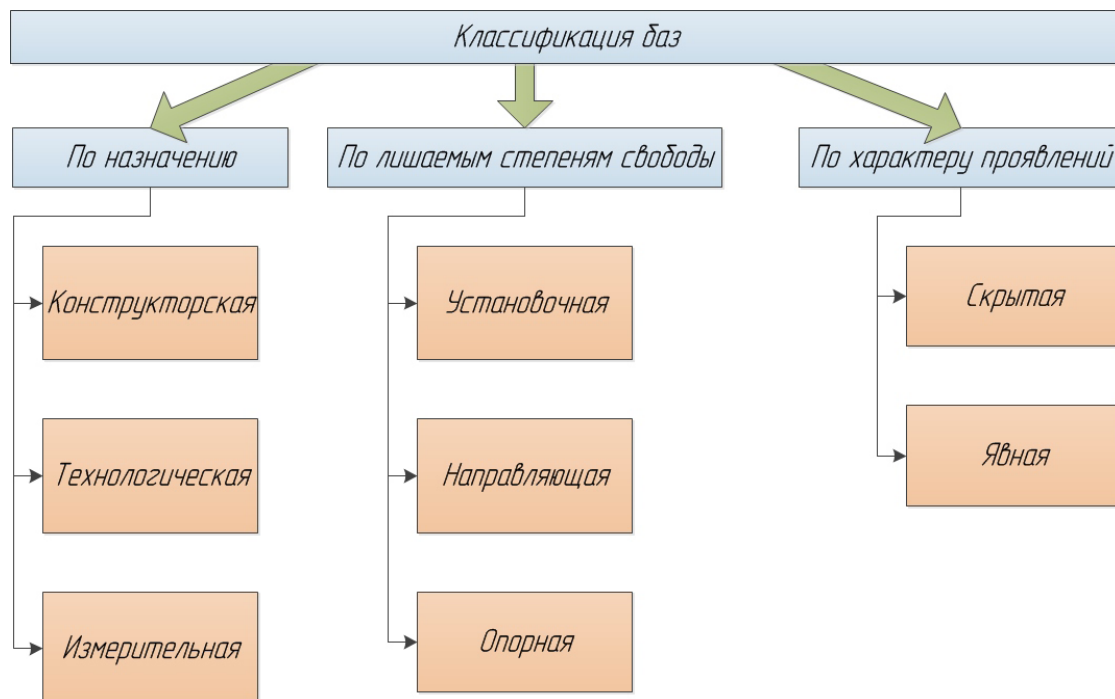 Классификация баз
По назначению
Конструкторская
Технологическая
Измерительная
По лишаемым степеням свободы
Установочная
Направляющая
Опорная
По характеру проявлений
Скрытая
Явная